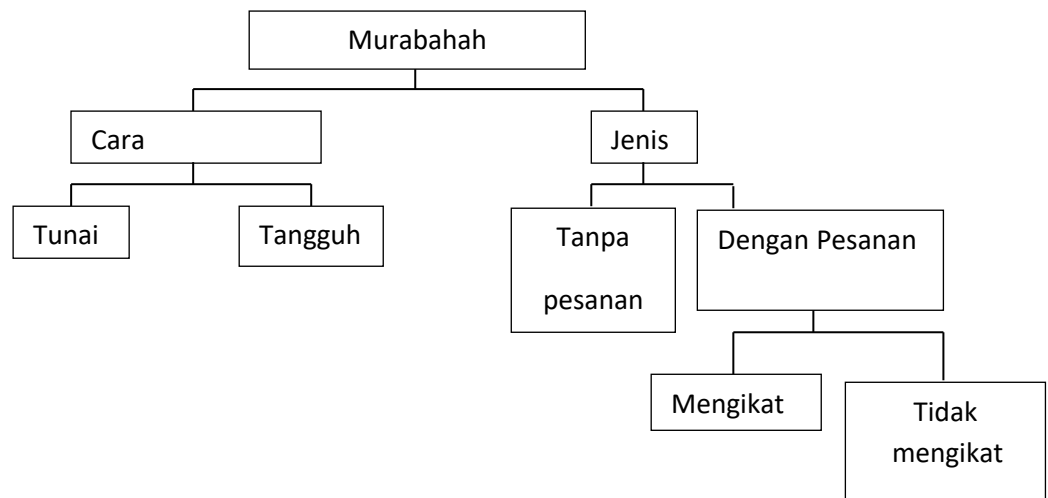 Murabahah
Cara
Jenis
Tunai
Tangguh
Tanpa
pesanan
Dengan Pesanan
Mengikat
Tidak
mengikat